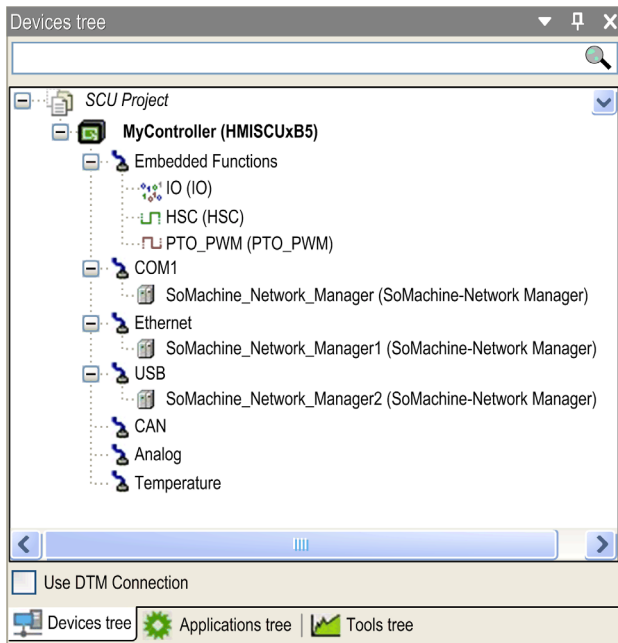 Devices tree
SCU Project
MyController (HMISCUxB5)
Embedded Functions
IO (IO)
HSC (HSC)
PTO_PWM (PTO_PWM)
COM1
SoMachine_Network_Manager (SoMachine-Network Manager)
Ethernet
SoMachine_Network_Manager1 (SoMachine-Network Manager)
USB
SoMachine_Network_Manager2 (SoMachine-Network Manager)
CAN
Analog
Temperature
Use DTM Connection
Devices tree Applications tree Tools tree